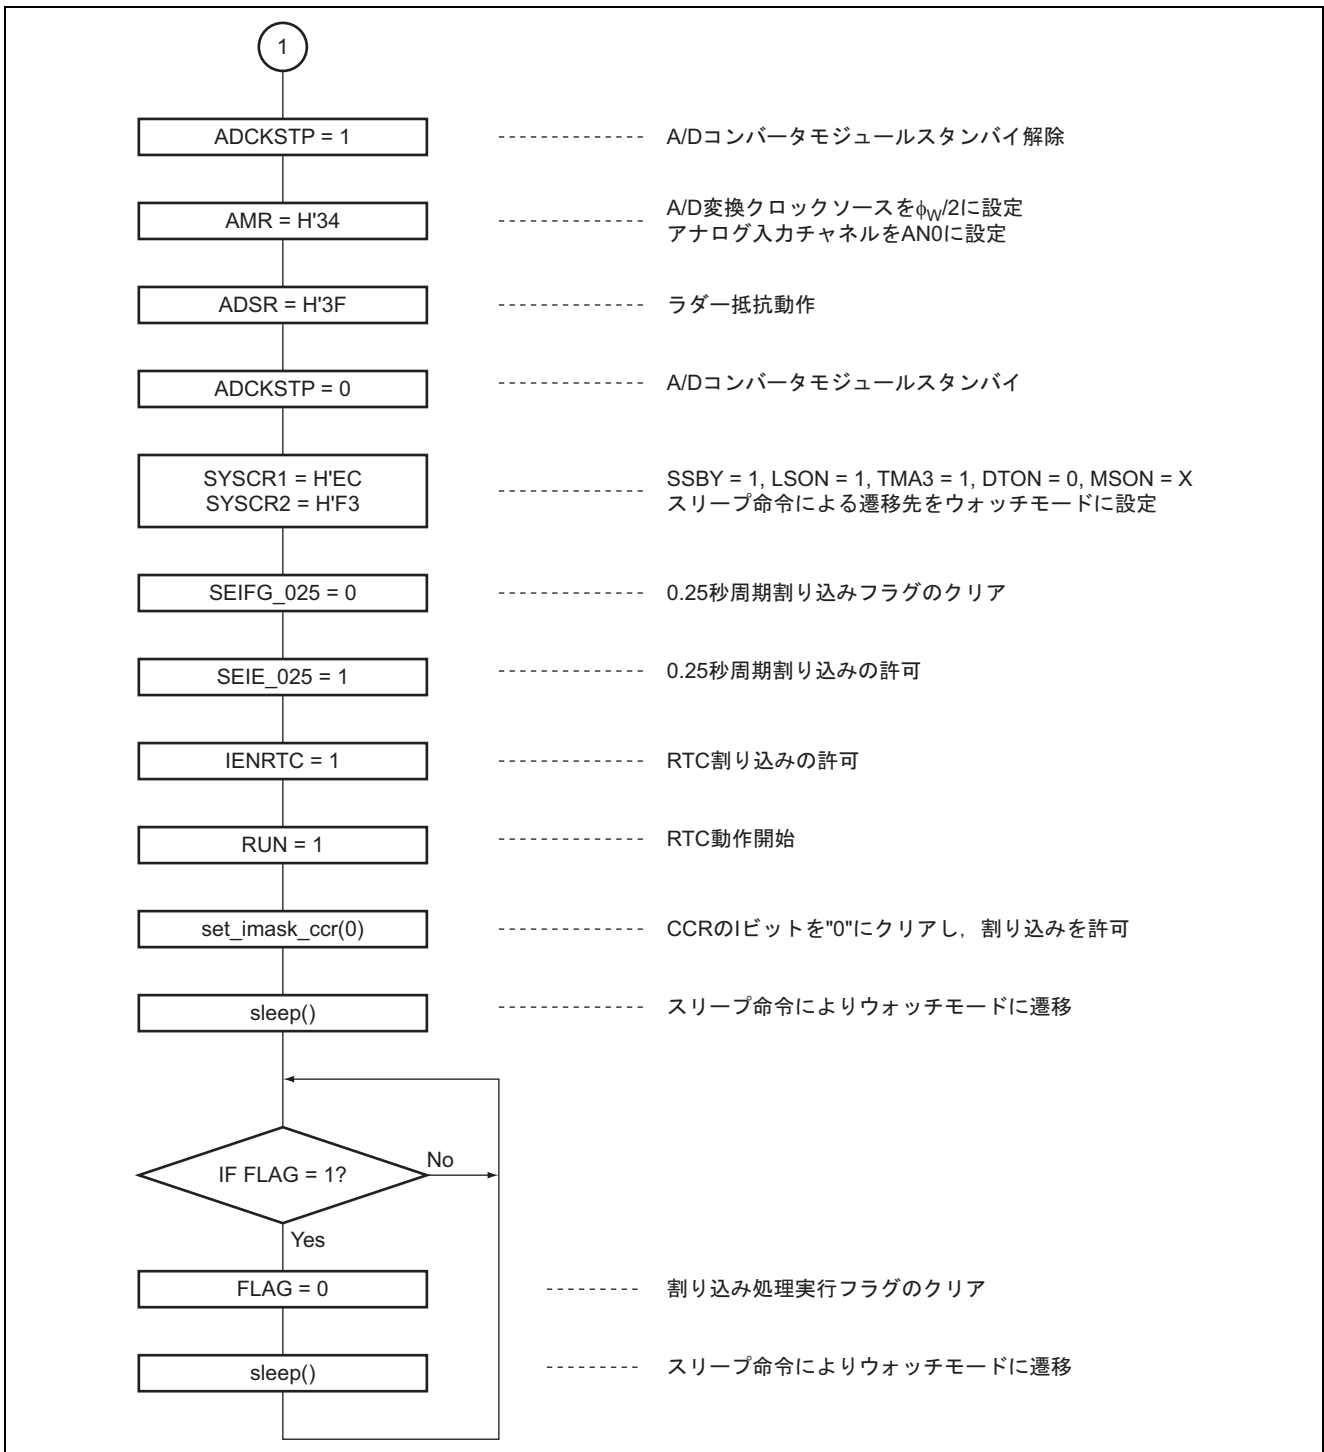 1
ADCKSTP = 1
A/Dコンバータモジュールスタンバイ解除
AMR = H'34
A/D変換クロックソースをϕW/2に設定
アナログ入力チャネルをAN0に設定
ADSR = H'3F
ラダー抵抗動作
ADCKSTP = 0
A/Dコンバータモジュールスタンバイ
SYSCR1 = H'EC
SYSCR2 = H'F3
SSBY = 1, LSON = 1, TMA3 = 1, DTON = 0, MSON = X
スリープ命令による遷移先をウォッチモードに設定
SEIFG_025 = 0
0.25秒周期割り込みフラグのクリア
SEIE_025 = 1
0.25秒周期割り込みの許可
IENRTC = 1
RTC割り込みの許可
RUN = 1
RTC動作開始
set_imask_ccr(0)
CCRのIビットを"0"にクリアし，割り込みを許可
sleep()
スリープ命令によりウォッチモードに遷移
IF FLAG = 1?
No
Yes
FLAG = 0
割り込み処理実行フラグのクリア
sleep()
スリープ命令によりウォッチモードに遷移